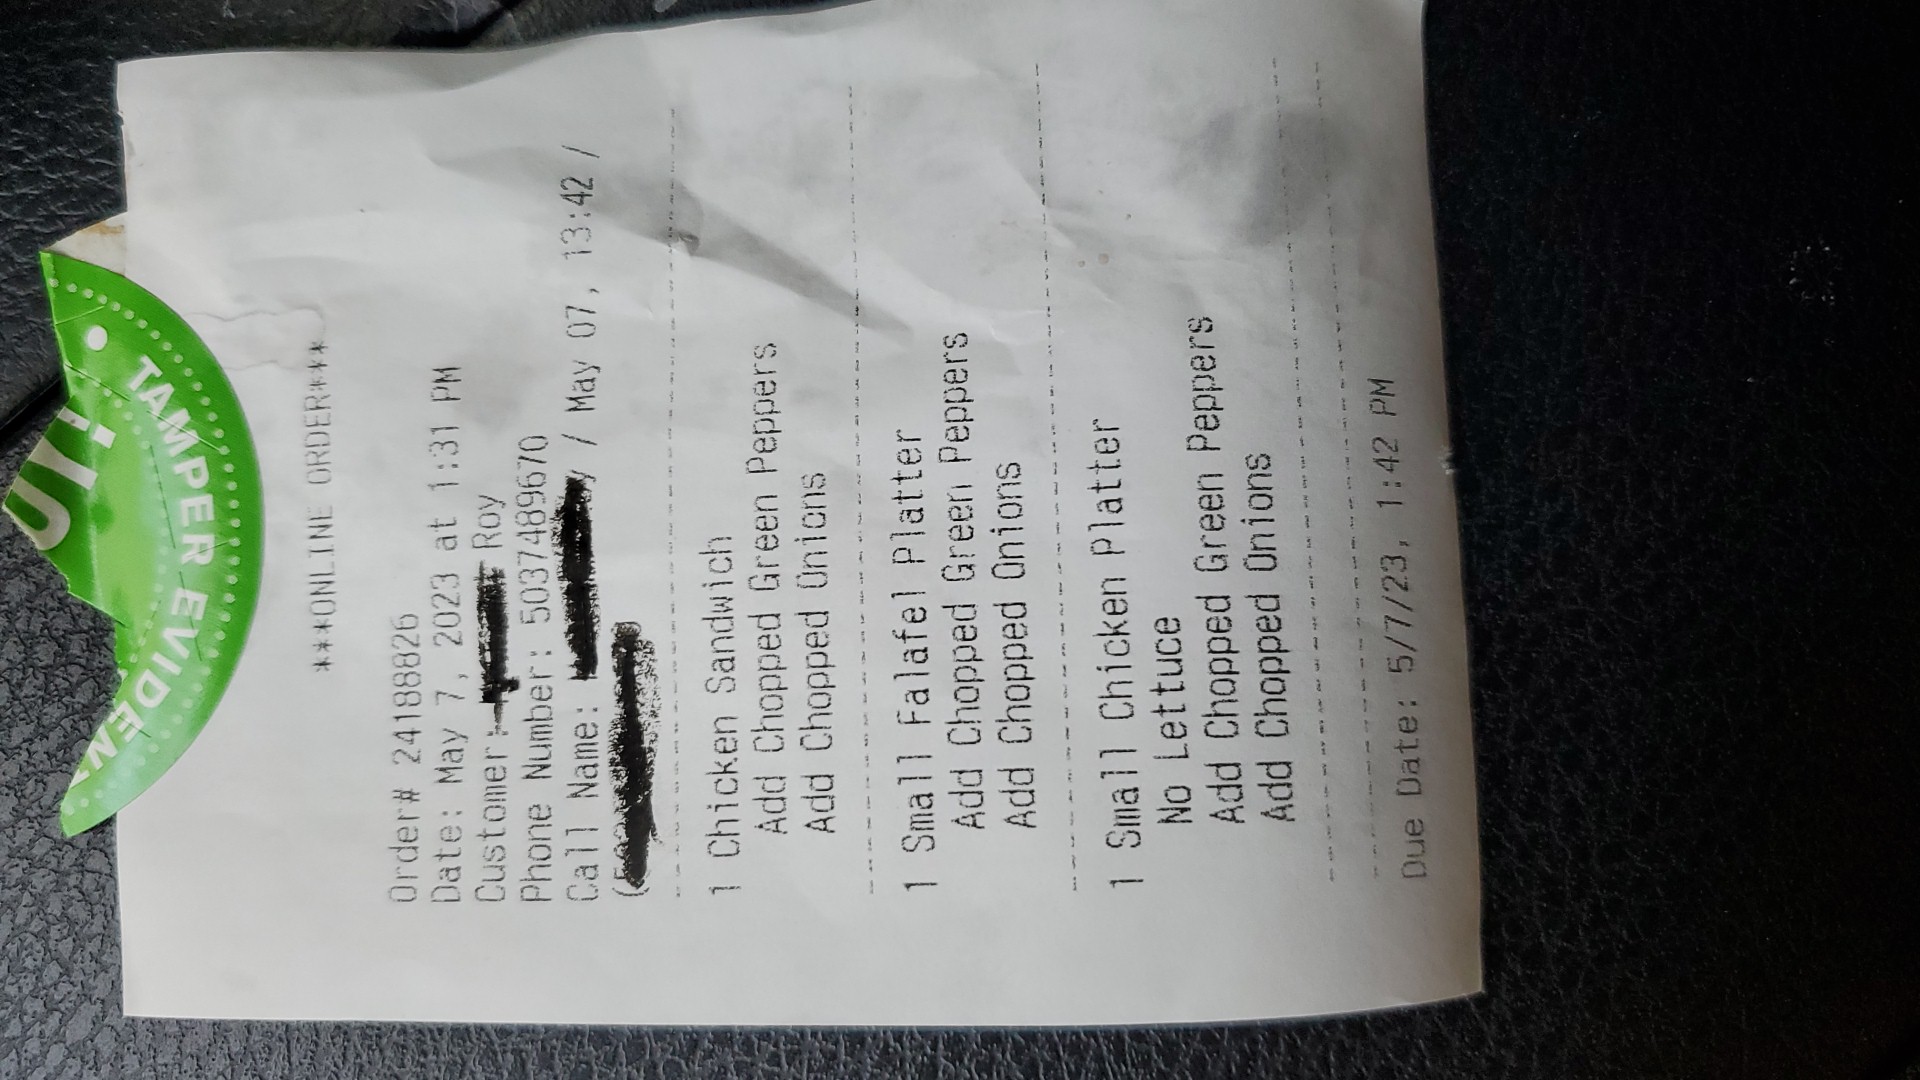 TAMPER EVIDEN
***ONLINE ORDER***
Order# 24188826
Date: May 7, 2023 at 1:31 PM
Customer: Roy
Phone Number: 5037489670
Call Name: / May 07, 13:42 /
(
1 Chicken Sandwich
Add Chopped Green Peppers
Add Chopped Onions
1 Small Falafel Platter
Add Chopped Green Peppers
Add Chopped Onions
1 Small Chicken Platter
No Lettuce
Add Chopped Green Peppers
Add Chopped Onions
Due Date: 5/7/23, 1:42 PM